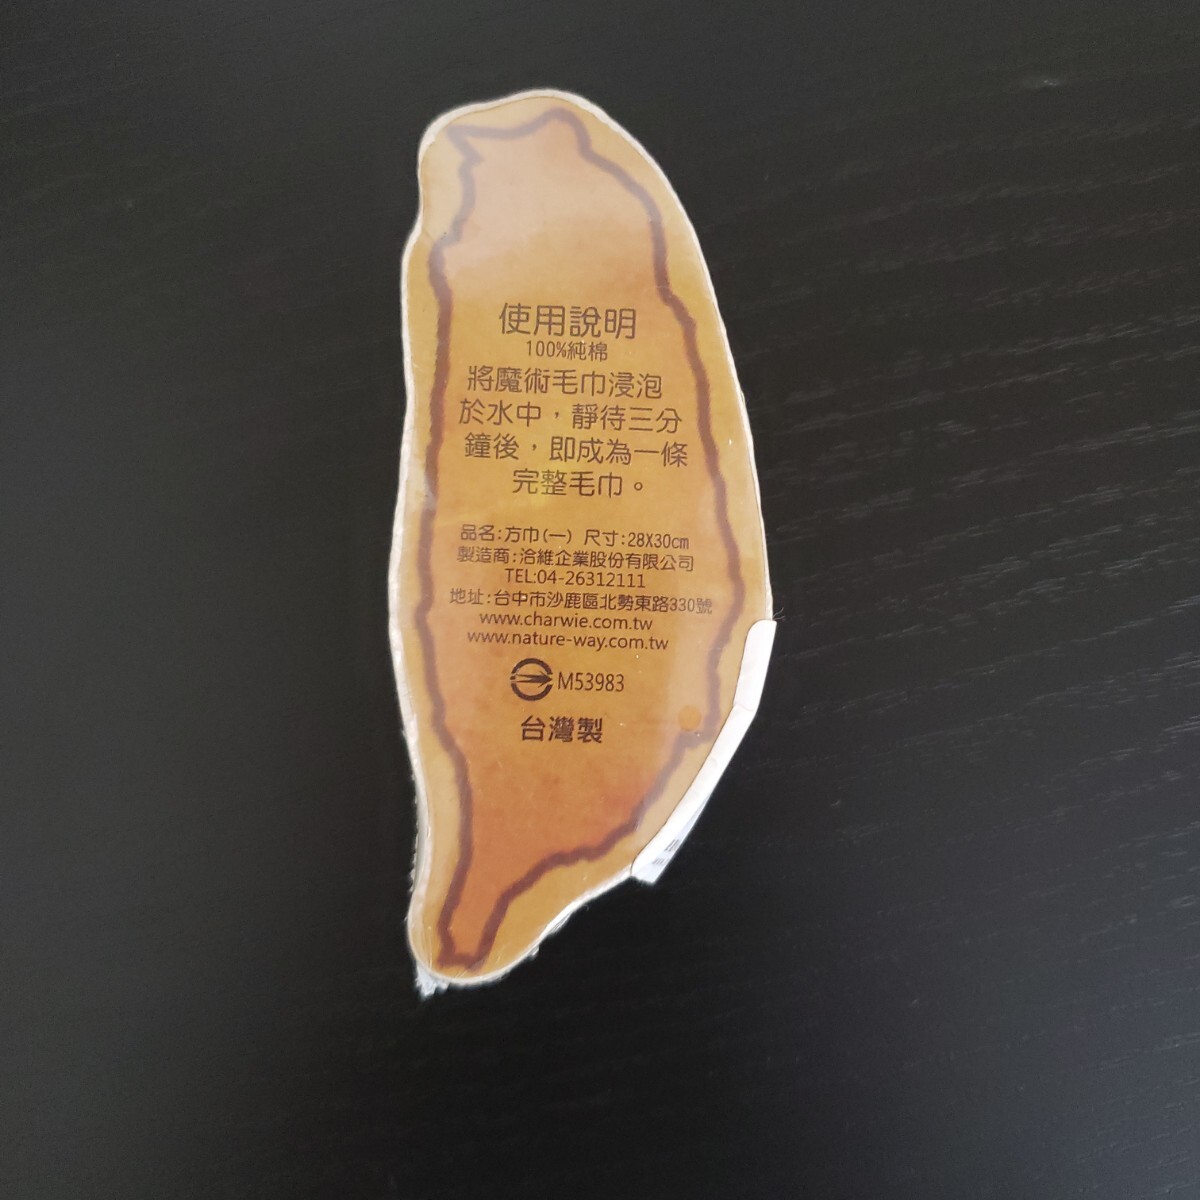 使用說明
100%純棉
將魔術毛巾浸泡
於水中，靜待三分
鐘後，即成為一條
完整毛巾。
品名:方巾(一) 尺寸:28X30cm
製造商:洽維企業股份有限公司
TEL:04-26312111
地址:台中市沙鹿區北勢東路330號
www.charwie.com.tw
www.nature-way.com.tw
M53983
台灣製